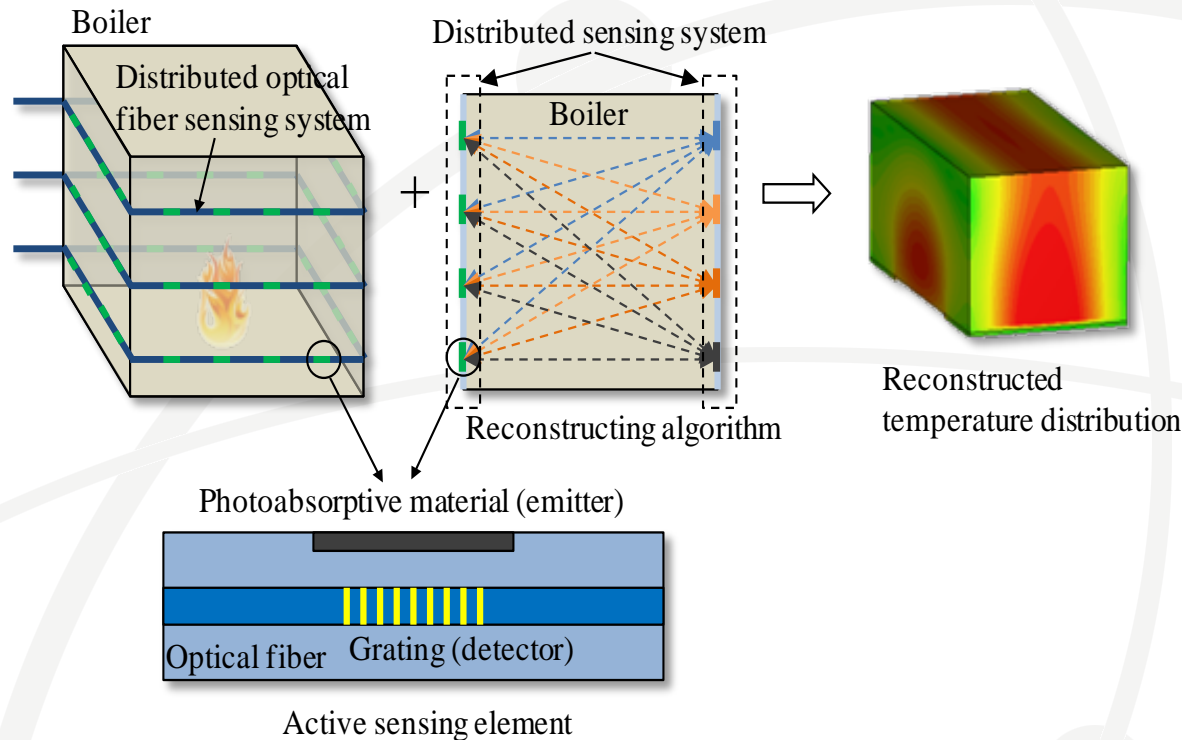 Boiler
Distributed optical
fiber sensing system
Distributed sensing system
Boiler
+
Reconstructing algorithm
Reconstructed
temperature distribution
Photoabsorptive material (emitter)
Optical fiber
Grating (detector)
Active sensing element